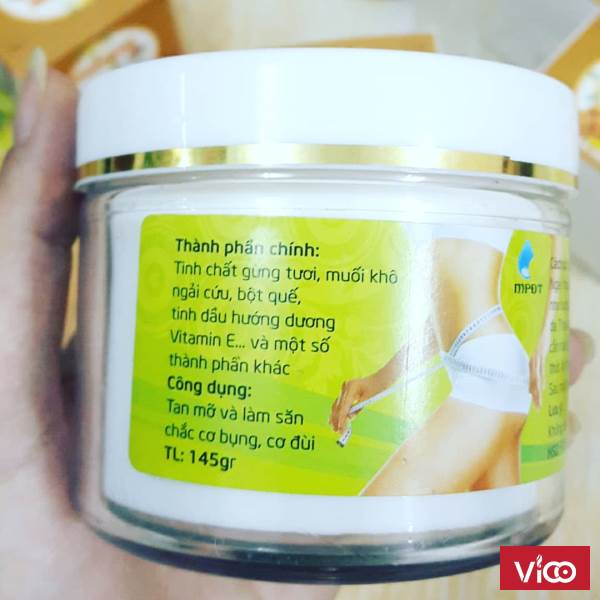 Thành phần chính:
Tinh chất gừng tươi, muối khô
ngải cứu, bột quế,
tinh dầu hướng dương
Vitamin E... và một số
thành phần khác
Công dụng:
Tan mỡ và làm săn
chắc cơ bụng, cơ đùi
TL: 145gr
MPĐT
Vioo